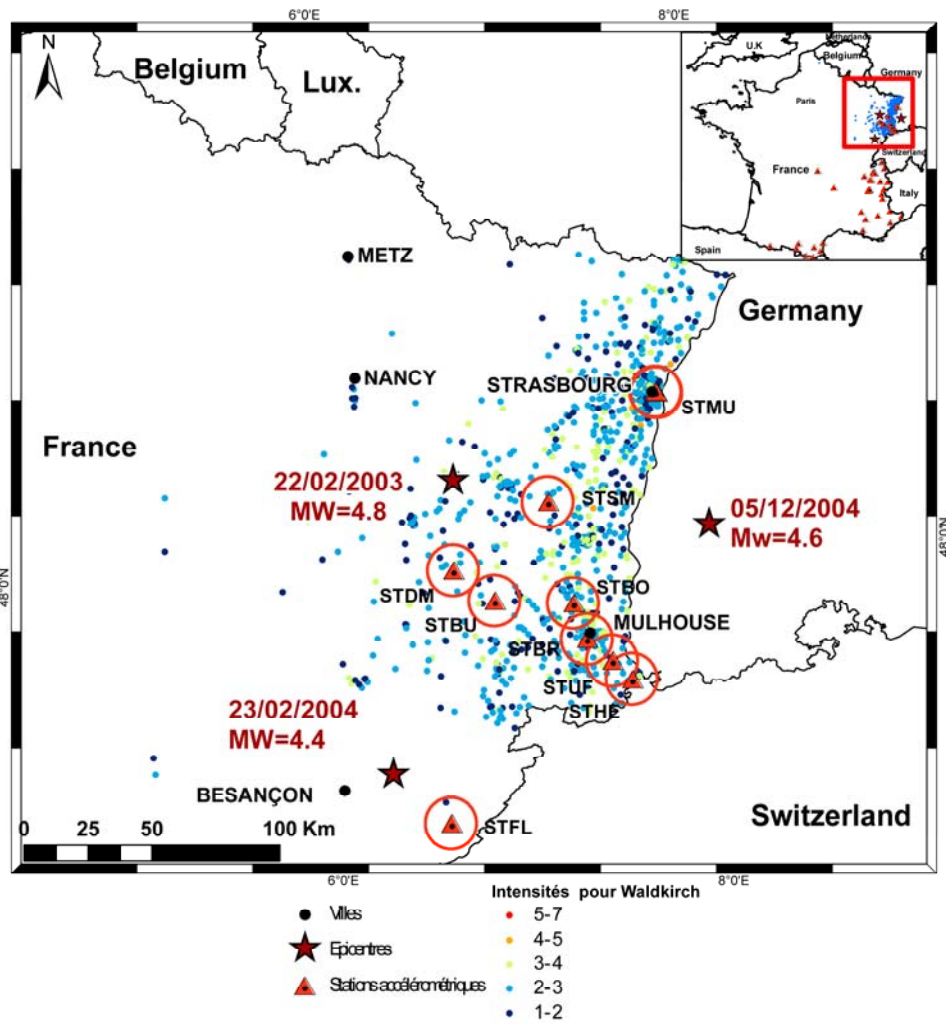 6°0'E
8°0'E
N
Belgium
Lux.
U.K
Netherlands
Belgium
Germany
Paris
France
Switzerland
Italy
Spain
METZ
Germany
NANCY
STRASBOURG
STMU
France
22/02/2003
MW=4.8
STSM
05/12/2004
Mw=4.6
48°0'N
48°0'N
STDM
STBU
STBO
MULHOUSE
STBR
STUF
STHE
23/02/2004
MW=4.4
BESANÇON
STFL
Switzerland
0 25 50 100 Km
6°0'E
8°0'E
Intensités pour Waldkirch
Villes
Epicentres
Stations accélérométriques
5-7
4-5
3-4
2-3
1-2